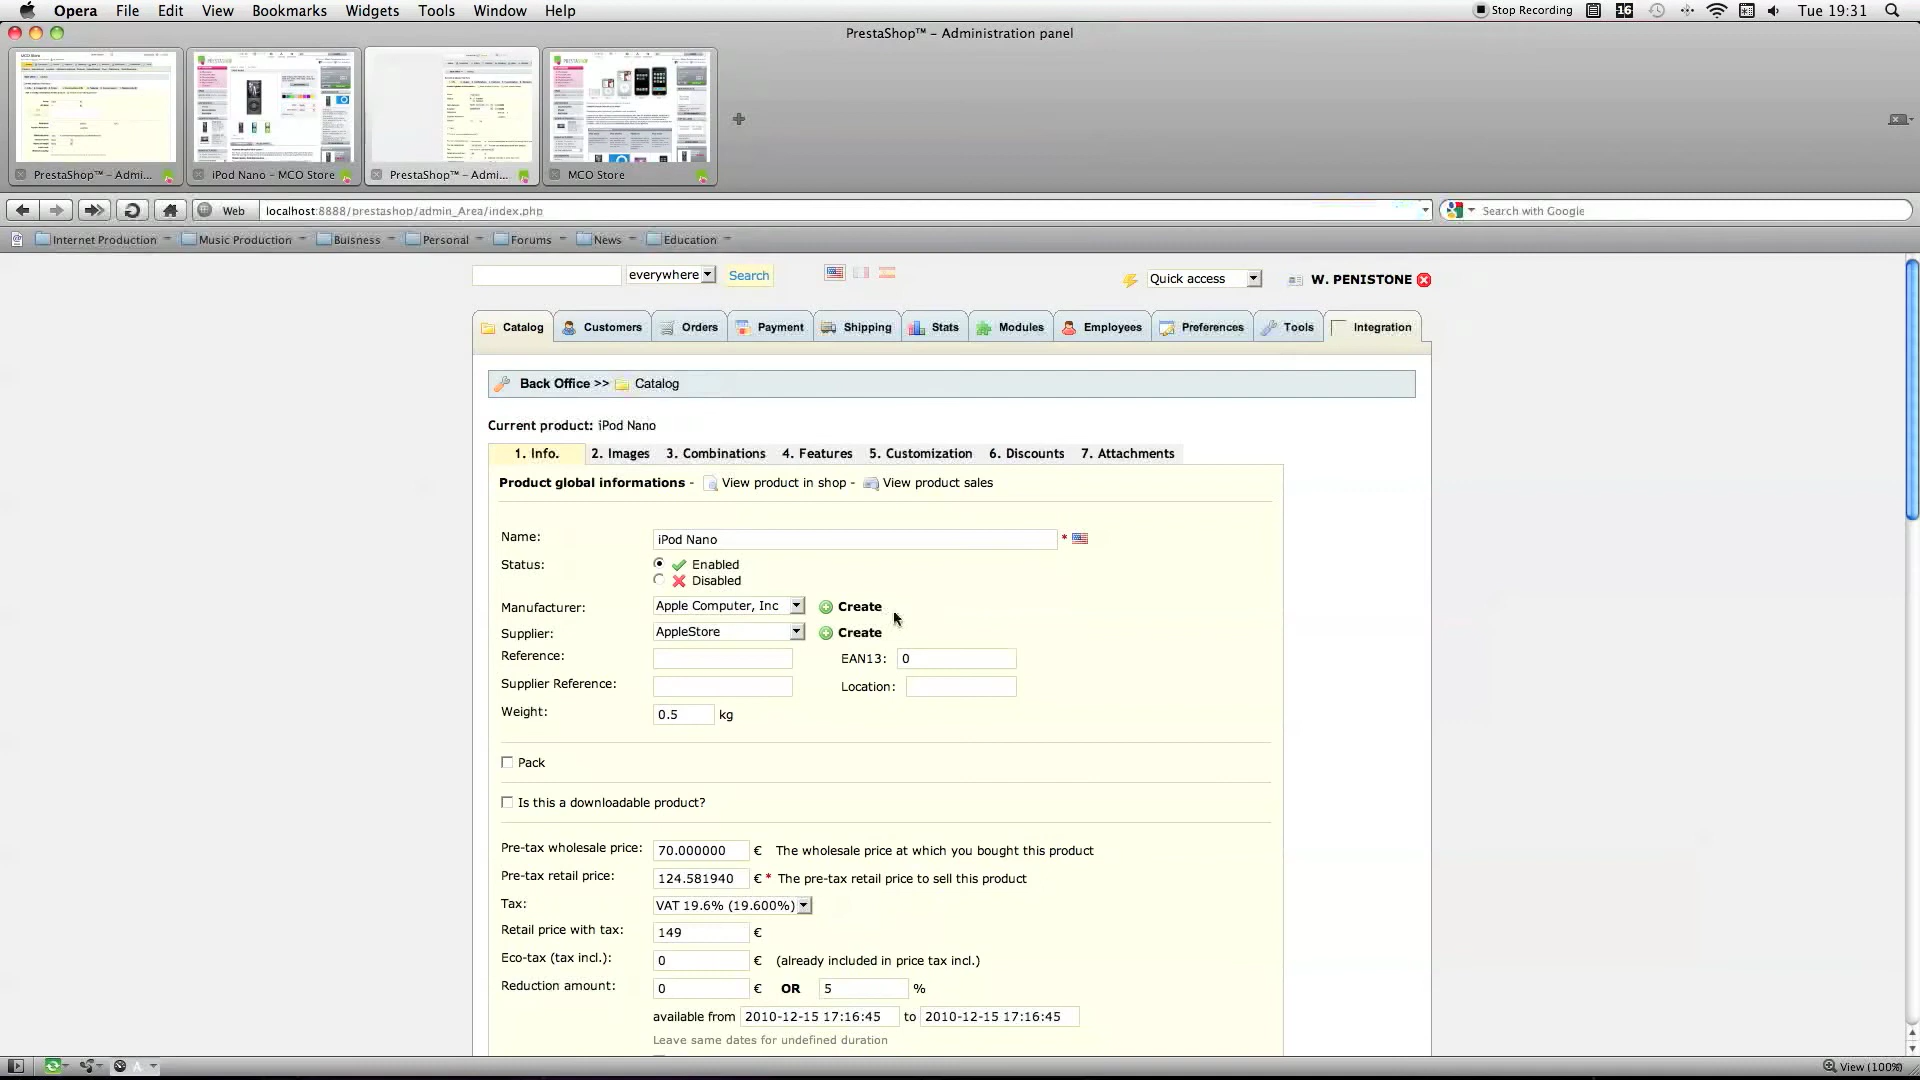 Opera File Edit View Bookmarks Widgets Tools Window Help Stop Recording 16 Tue 19:31
PrestaShop™ – Administration panel
PrestaShop™ – Admi... iPod Nano – MCO Store PrestaShop™ – Admi... MCO Store
Web localhost:8888/prestashop/admin_Area/index.php Search with Google
Internet Production Music Production Buisness Personal Forums News Education
everywhere Search Quick access W. PENISTONE
Catalog Customers Orders Payment Shipping Stats Modules Employees Preferences Tools Integration
Back Office >> Catalog
Current product: iPod Nano
1. Info. 2. Images 3. Combinations 4. Features 5. Customization 6. Discounts 7. Attachments
Product global informations - View product in shop - View product sales
Name: iPod Nano *
Status: Enabled
Disabled
Manufacturer: Apple Computer, Inc Create
Supplier: AppleStore Create
Reference: EAN13: 0
Supplier Reference: Location:
Weight: 0.5 kg
Pack
Is this a downloadable product?
Pre-tax wholesale price: 70.000000 € The wholesale price at which you bought this product
Pre-tax retail price: 124.581940 € * The pre-tax retail price to sell this product
Tax: VAT 19.6% (19.600%)
Retail price with tax: 149 €
Eco-tax (tax incl.): 0 € (already included in price tax incl.)
Reduction amount: 0 € OR 5 %
available from 2010-12-15 17:16:45 to 2010-12-15 17:16:45
Leave same dates for undefined duration
View (100%)